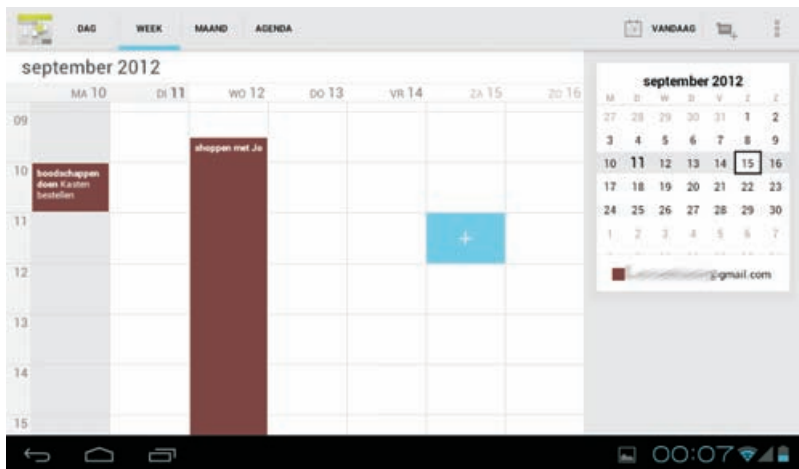 DAG WEEK MAAND AGENDA VANDAAG
september 2012
MA 10 DI 11 WO 12 DO 13 VR 14 ZA 15 ZO 16
09
shoppen met Jo
10
boodschappen
doen Kasten
bestellen
11
+
12
13
14
15
september 2012
M D W D V Z Z
27 28 29 30 31 1 2
3 4 5 6 7 8 9
10 11 12 13 14 15 16
17 18 19 20 21 22 23
24 25 26 27 28 29 30
1 2 3 4 5 6 7
@gmail.com
00:07